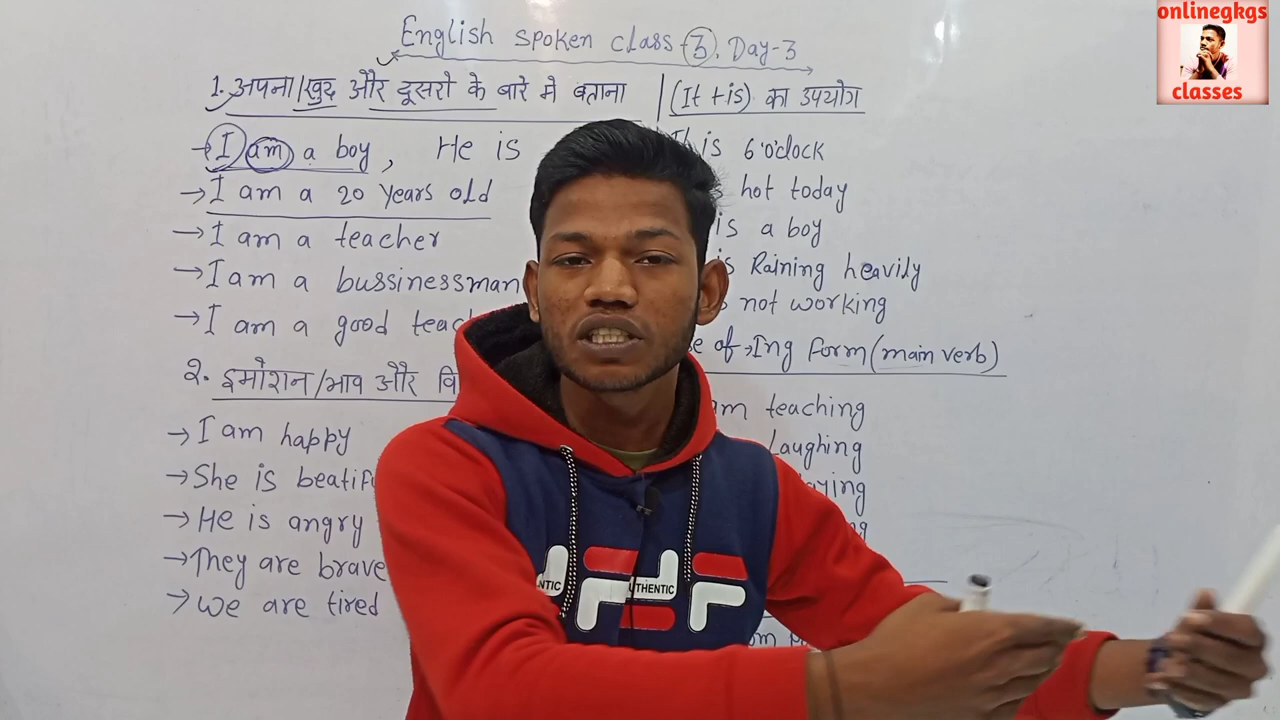 onlinegkgs
classes
English spoken class-3. Day-3
1. अपना/खुद और दूसरो के बारे मे बताना
→ I am a boy, He is
→ I am a 20 years old
→ I am a teacher
→ I am a bussinessman
→ I am a good teac
2. इमोशन/भाव और वि
→ I am happy
→ She is beatif
→ He is angry
→ They are brave
→ we are tired
(It + is) का उपयोग
is 6 o'clock
hot today
is a boy
is Raining heavily
not working
of → Ing form (main verb)
am teaching
Laughing
AUTHENTIC